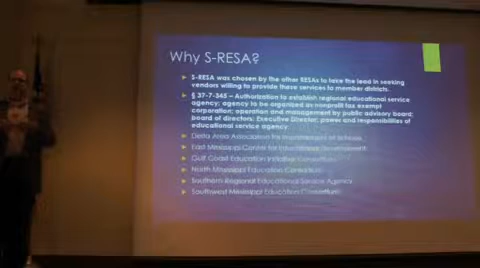 Why S-RESA?
S-RESA was chosen by the other RESAs to take the lead in seeking
vendors willing to provide these services to member districts.
§ 37-7-345 – Authorization to establish regional educational service
agency; agency to be organized as nonprofit tax exempt
corporation; operation and management by public advisory board;
board of directors; Executive Director; power and responsibilities of
educational service agency
Delta Area Association for Improvement of Schools
East Mississippi Center for Educational Development
Gulf Coast Education Initiative Consortium
North Mississippi Education Consortium
Southern Regional Educational Service Agency
Southwest Mississippi Education Consortium